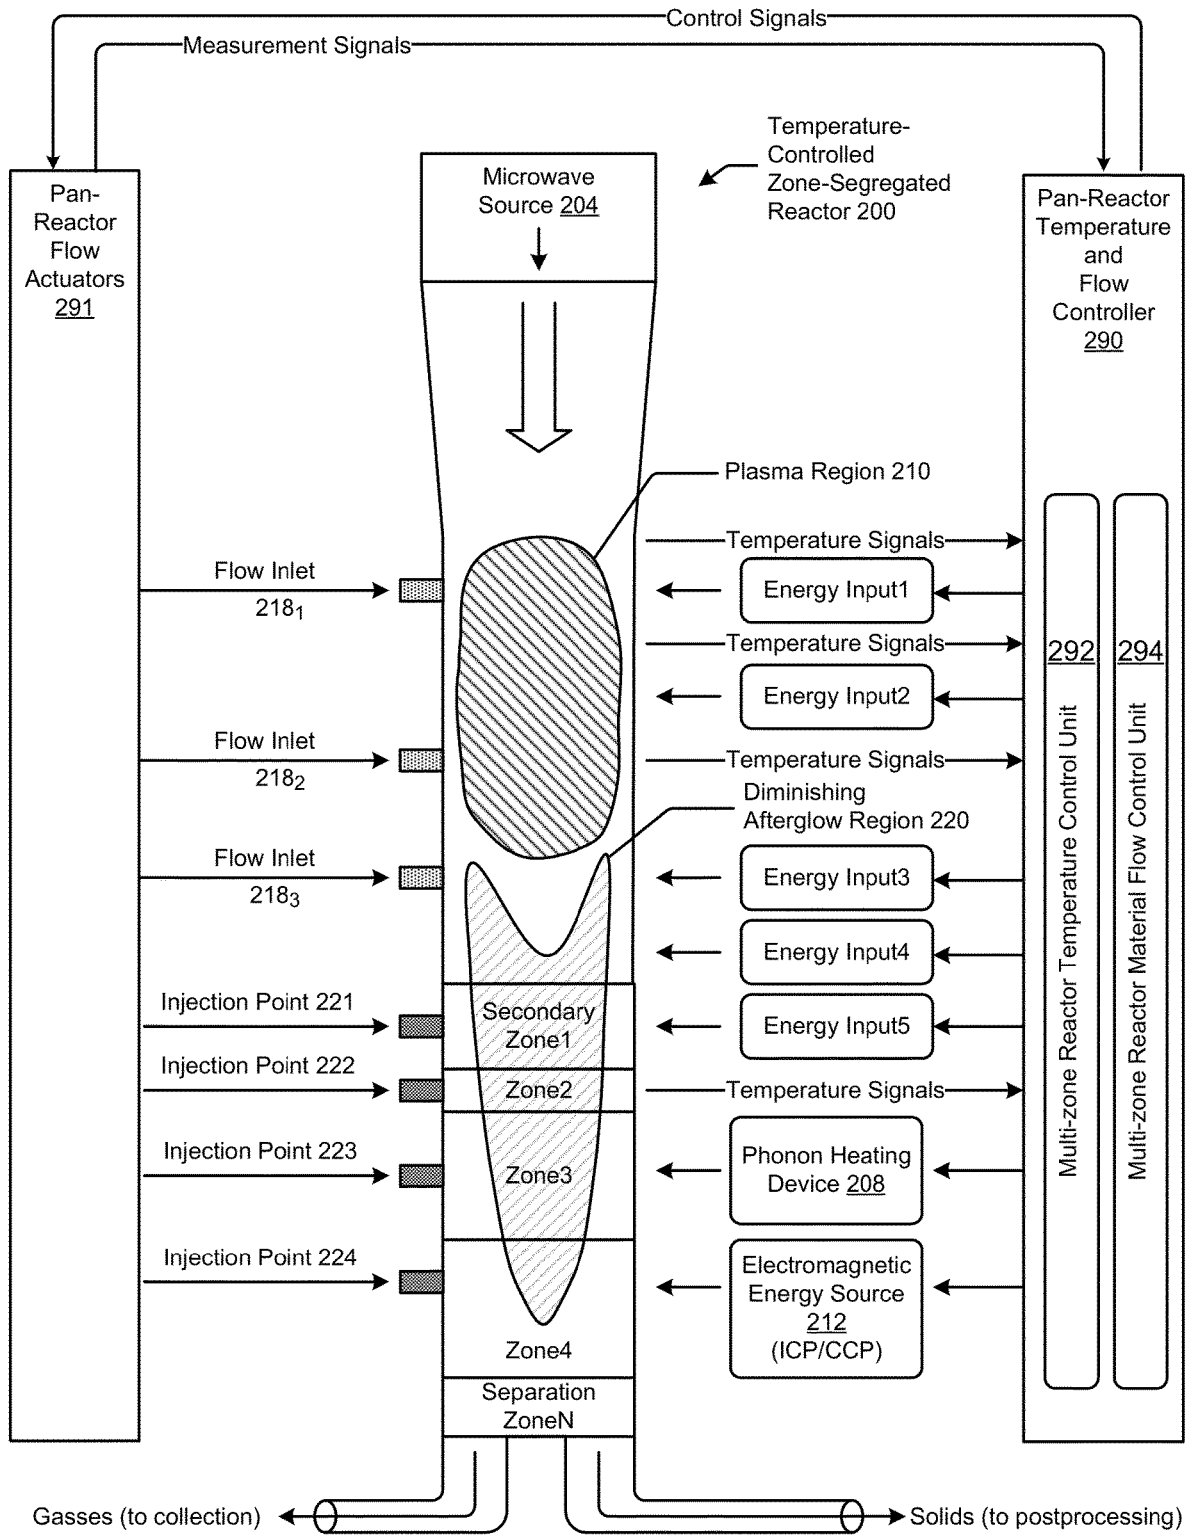 Control Signals
Measurement Signals
Temperature-
Controlled
Zone-Segregated
Reactor 200
Pan-
Reactor
Flow
Actuators
291
Microwave
Source 204
Pan-Reactor
Temperature
and
Flow
Controller
290
Plasma Region 210
Temperature Signals
Flow Inlet
218₁
Energy Input1
Temperature Signals
Energy Input2
Flow Inlet
218₂
Temperature Signals
Diminishing
Afterglow Region 220
Flow Inlet
218₃
Energy Input3
Energy Input4
Injection Point 221
Secondary
Zone1
Energy Input5
Injection Point 222
Zone2
Temperature Signals
Injection Point 223
Zone3
Phonon Heating
Device 208
Injection Point 224
Electromagnetic
Energy Source
212
(ICP/CCP)
Zone4
Separation
ZoneN
292
Multi-zone Reactor Temperature Control Unit
294
Multi-zone Reactor Material Flow Control Unit
Gasses (to collection)
Solids (to postprocessing)